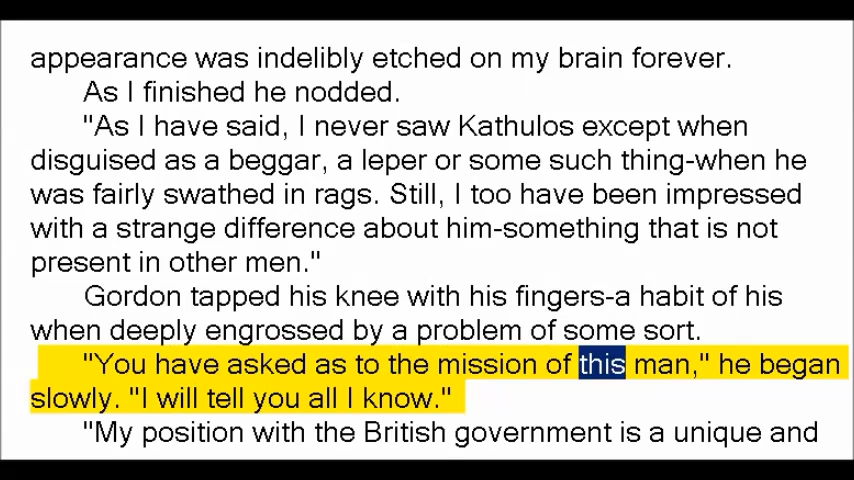 appearance was indelibly etched on my brain forever.
As I finished he nodded.
"As I have said, I never saw Kathulos except when
disguised as a beggar, a leper or some such thing-when he
was fairly swathed in rags. Still, I too have been impressed
with a strange difference about him-something that is not
present in other men."
Gordon tapped his knee with his fingers-a habit of his
when deeply engrossed by a problem of some sort.
"You have asked as to the mission of this man," he began
slowly. "I will tell you all I know."
"My position with the British government is a unique and